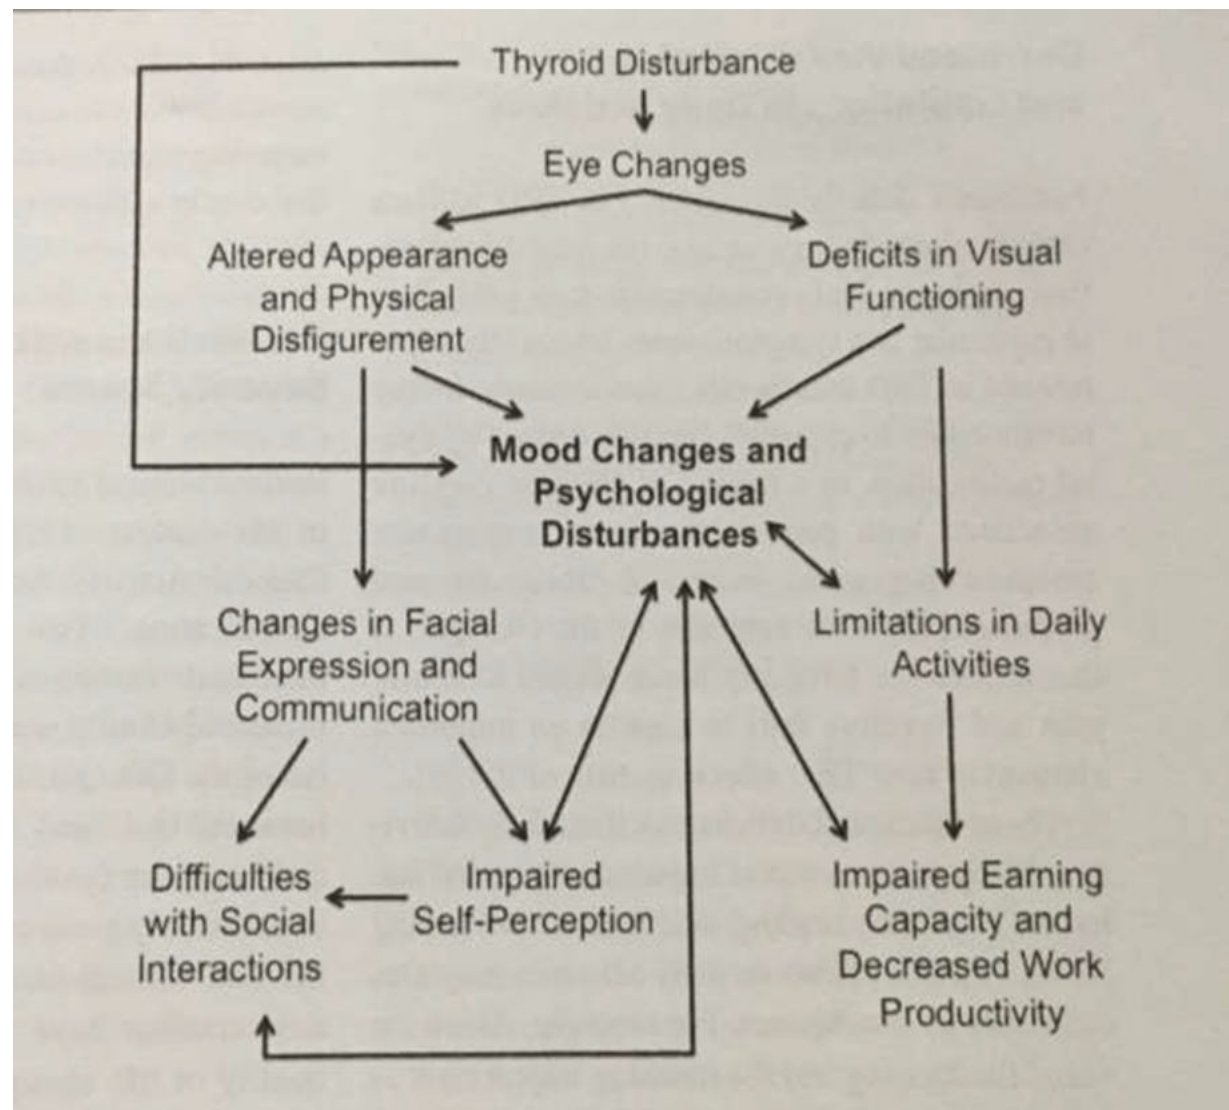 Thyroid Disturbance
Eye Changes
Altered Appearance
and Physical
Disfigurement
Deficits in Visual
Functioning
Mood Changes and
Psychological
Disturbances
Changes in Facial
Expression and
Communication
Limitations in Daily
Activities
Difficulties
with Social
Interactions
Impaired
Self-Perception
Impaired Earning
Capacity and
Decreased Work
Productivity